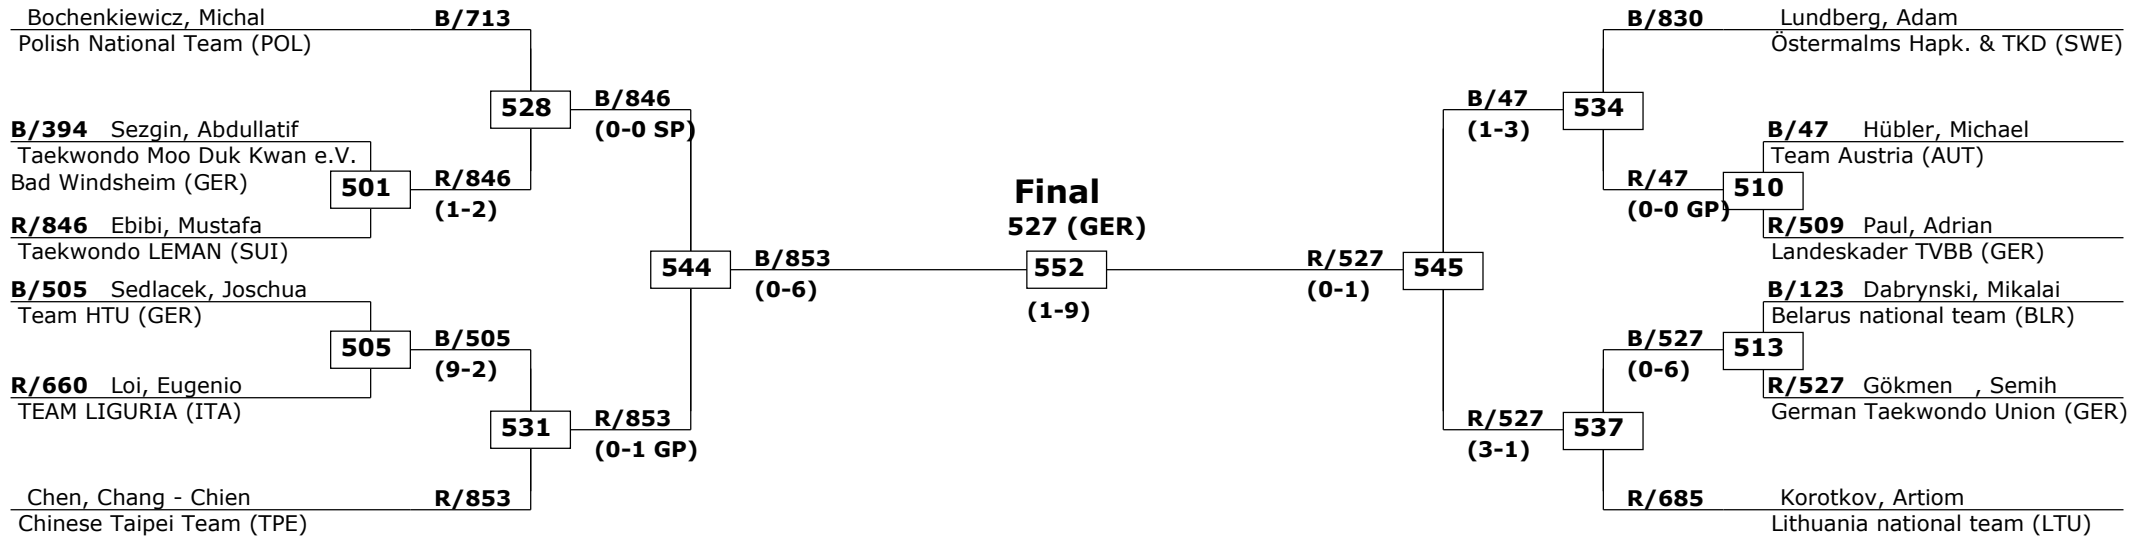 Bochenkiewicz, Michal
B/713
Polish National Team (POL)
528
B/846
(0-0 SP)
B/394 Sezgin, Abdullatif
Taekwondo Moo Duk Kwan e.V.
Bad Windsheim (GER)
501
R/846
(1-2)
R/846 Ebibi, Mustafa
Taekwondo LEMAN (SUI)
544
B/853
(0-6)
B/505 Sedlacek, Joschua
Team HTU (GER)
505
B/505
(9-2)
R/660 Loi, Eugenio
TEAM LIGURIA (ITA)
531
R/853
(0-1 GP)
Chen, Chang - Chien
R/853
Chinese Taipei Team (TPE)
Final
527 (GER)
552
(1-9)
B/830
Lundberg, Adam
Östermalms Hapk. & TKD (SWE)
B/47
(1-3)
534
B/47 Hübler, Michael
Team Austria (AUT)
R/47
(0-0 GP)
510
R/509 Paul, Adrian
Landeskader TVBB (GER)
R/527
(0-1)
545
B/123 Dabrynski, Mikalai
Belarus national team (BLR)
B/527
(0-6)
513
R/527 Gökmen , Semih
German Taekwondo Union (GER)
R/527
(3-1)
537
R/685
Korotkov, Artiom
Lithuania national team (LTU)